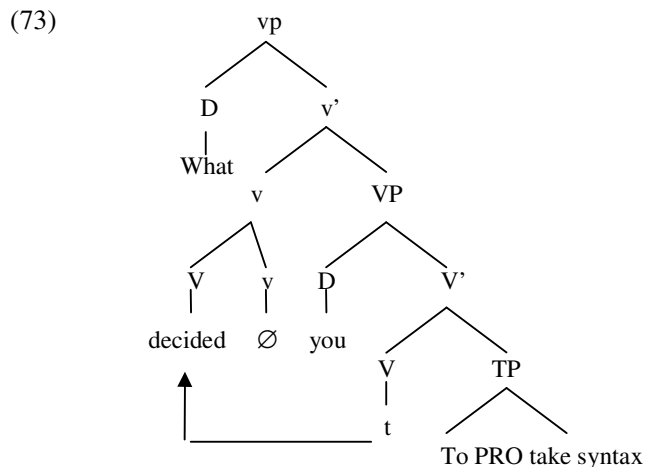 (73)
vp
D v’
What
v VP
V v D V’
decided ∅ you
V TP
t
To PRO take syntax